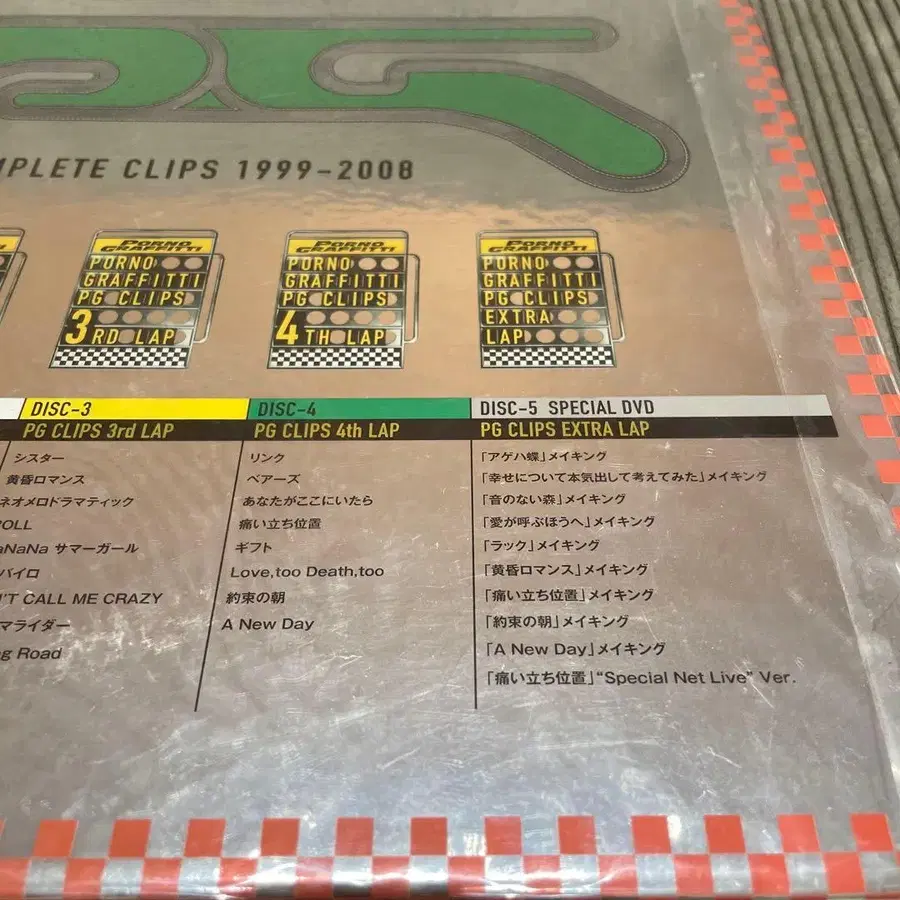 MPLETE CLIPS 1999-2008
PORNO GRAFFITTI
PORNO
GRAFFITTI
PG CLIPS
3
RD LAP
PORNO GRAFFITTI
PORNO
GRAFFITTI
PG CLIPS
4
TH LAP
PORNO GRAFFITTI
PORNO
GRAFFITTI
PG CLIPS
EXTRA
LAP
DISC-3
PG CLIPS 3rd LAP
シスター
黄昏ロマンス
ネオメロドラマティック
ROLL
aNaNa サマーガール
バイロ
'T CALL ME CRAZY
マライダー
g Road
DISC-4
PG CLIPS 4th LAP
リンク
ベアーズ
あなたがここにいたら
痛い立ち位置
ギフト
Love,too Death,too
約束の朝
A New Day
DISC-5 SPECIAL DVD
PG CLIPS EXTRA LAP
「アゲハ蝶」メイキング
「幸せについて本気出して考えてみた」メイキング
「音のない森」メイキング
「愛が呼ぶほうへ」メイキング
「ラック」メイキング
「黄昏ロマンス」メイキング
「痛い立ち位置」メイキング
「約束の朝」メイキング
「A New Day」メイキング
「痛い立ち位置」“Special Net Live” Ver.